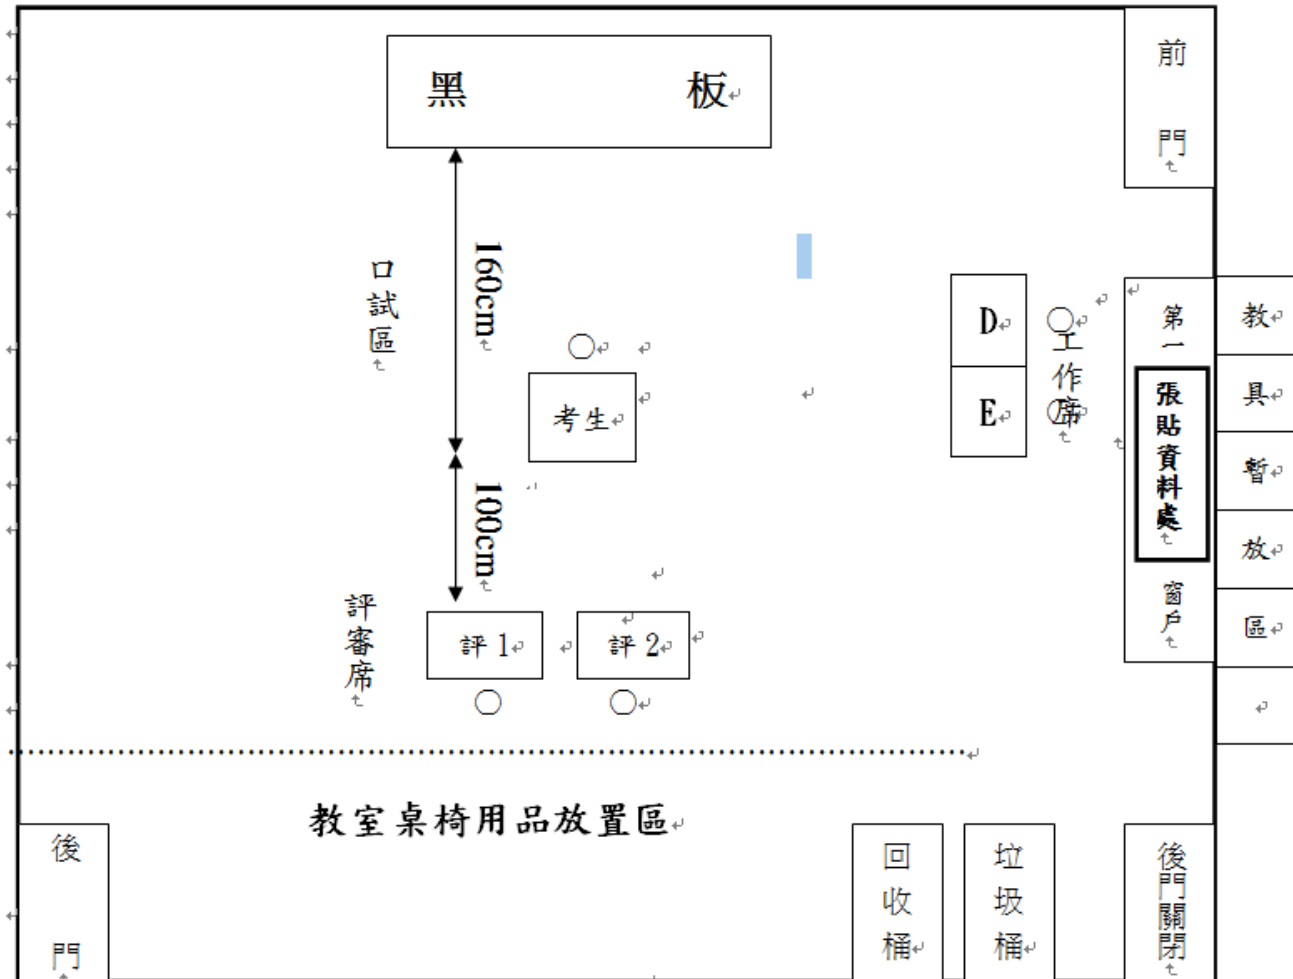 黑 板
前門
口試區
160cm
考生
D
E
工作席
第一
張貼資料處
窗戶
教具暫放區
100cm
評審席
評1
評2
教室桌椅用品放置區
後門
回收桶
垃圾桶
後門關閉